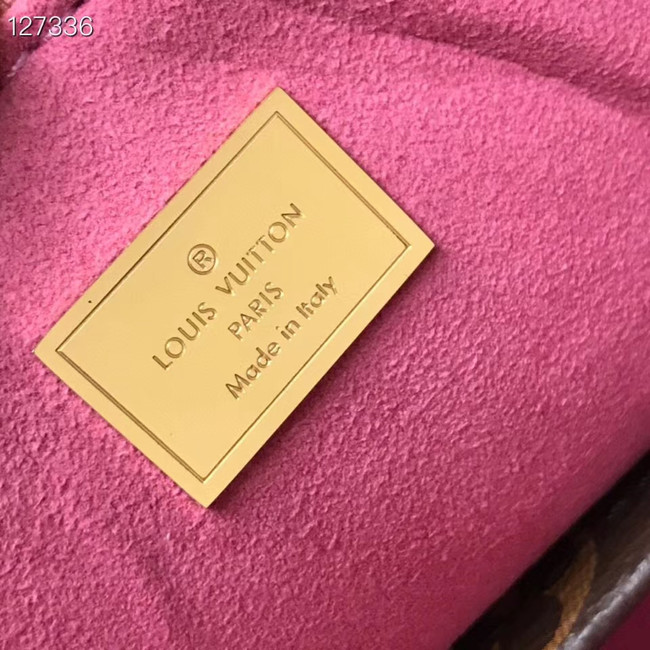 127336
®
LOUIS VUITTON
PARIS
Made in Italy